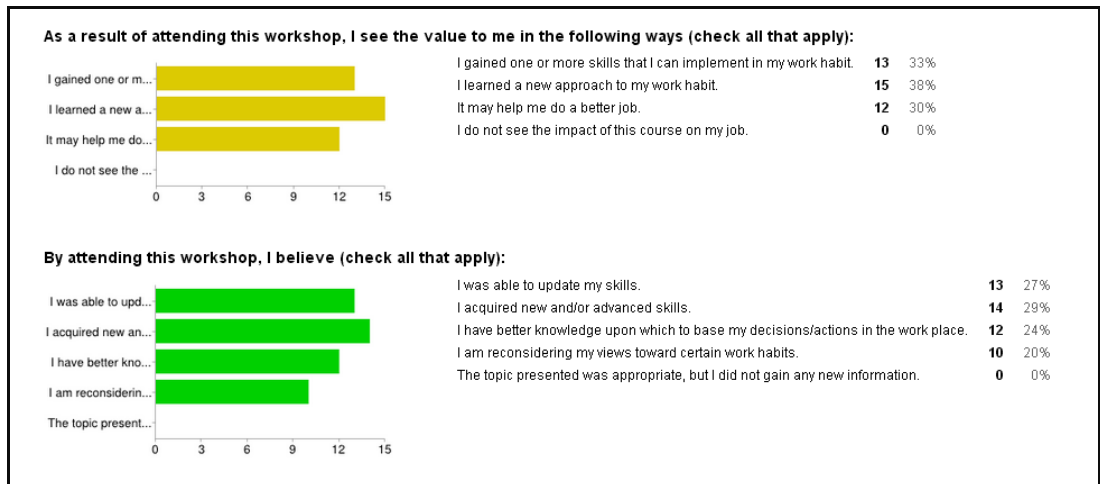 As a result of attending this workshop, I see the value to me in the following ways (check all that apply):
I gained one or m...
I learned a new a...
It may help me do...
I do not see the ...
0 3 6 9 12 15
I gained one or more skills that I can implement in my work habit. 13 33%
I learned a new approach to my work habit. 15 38%
It may help me do a better job. 12 30%
I do not see the impact of this course on my job. 0 0%
By attending this workshop, I believe (check all that apply):
I was able to upd...
I acquired new an...
I have better kno...
I am reconsiderin...
The topic present...
0 3 6 9 12 15
I was able to update my skills. 13 27%
I acquired new and/or advanced skills. 14 29%
I have better knowledge upon which to base my decisions/actions in the work place. 12 24%
I am reconsidering my views toward certain work habits. 10 20%
The topic presented was appropriate, but I did not gain any new information. 0 0%